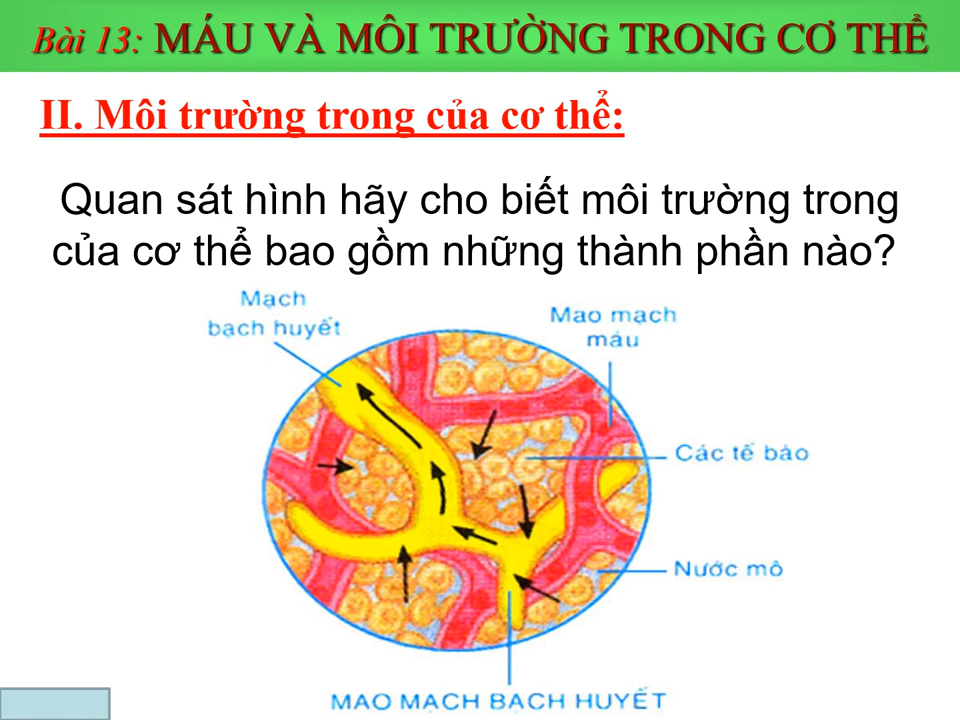 Bài 13: MÁU VÀ MÔI TRƯỜNG TRONG CƠ THỂ
II. Môi trường trong của cơ thể:
Quan sát hình hãy cho biết môi trường trong
của cơ thể bao gồm những thành phần nào?
Mạch
bạch huyết
Mao mạch
máu
Các tế bào
Nước mô
MAO MẠCH BẠCH HUYẾT